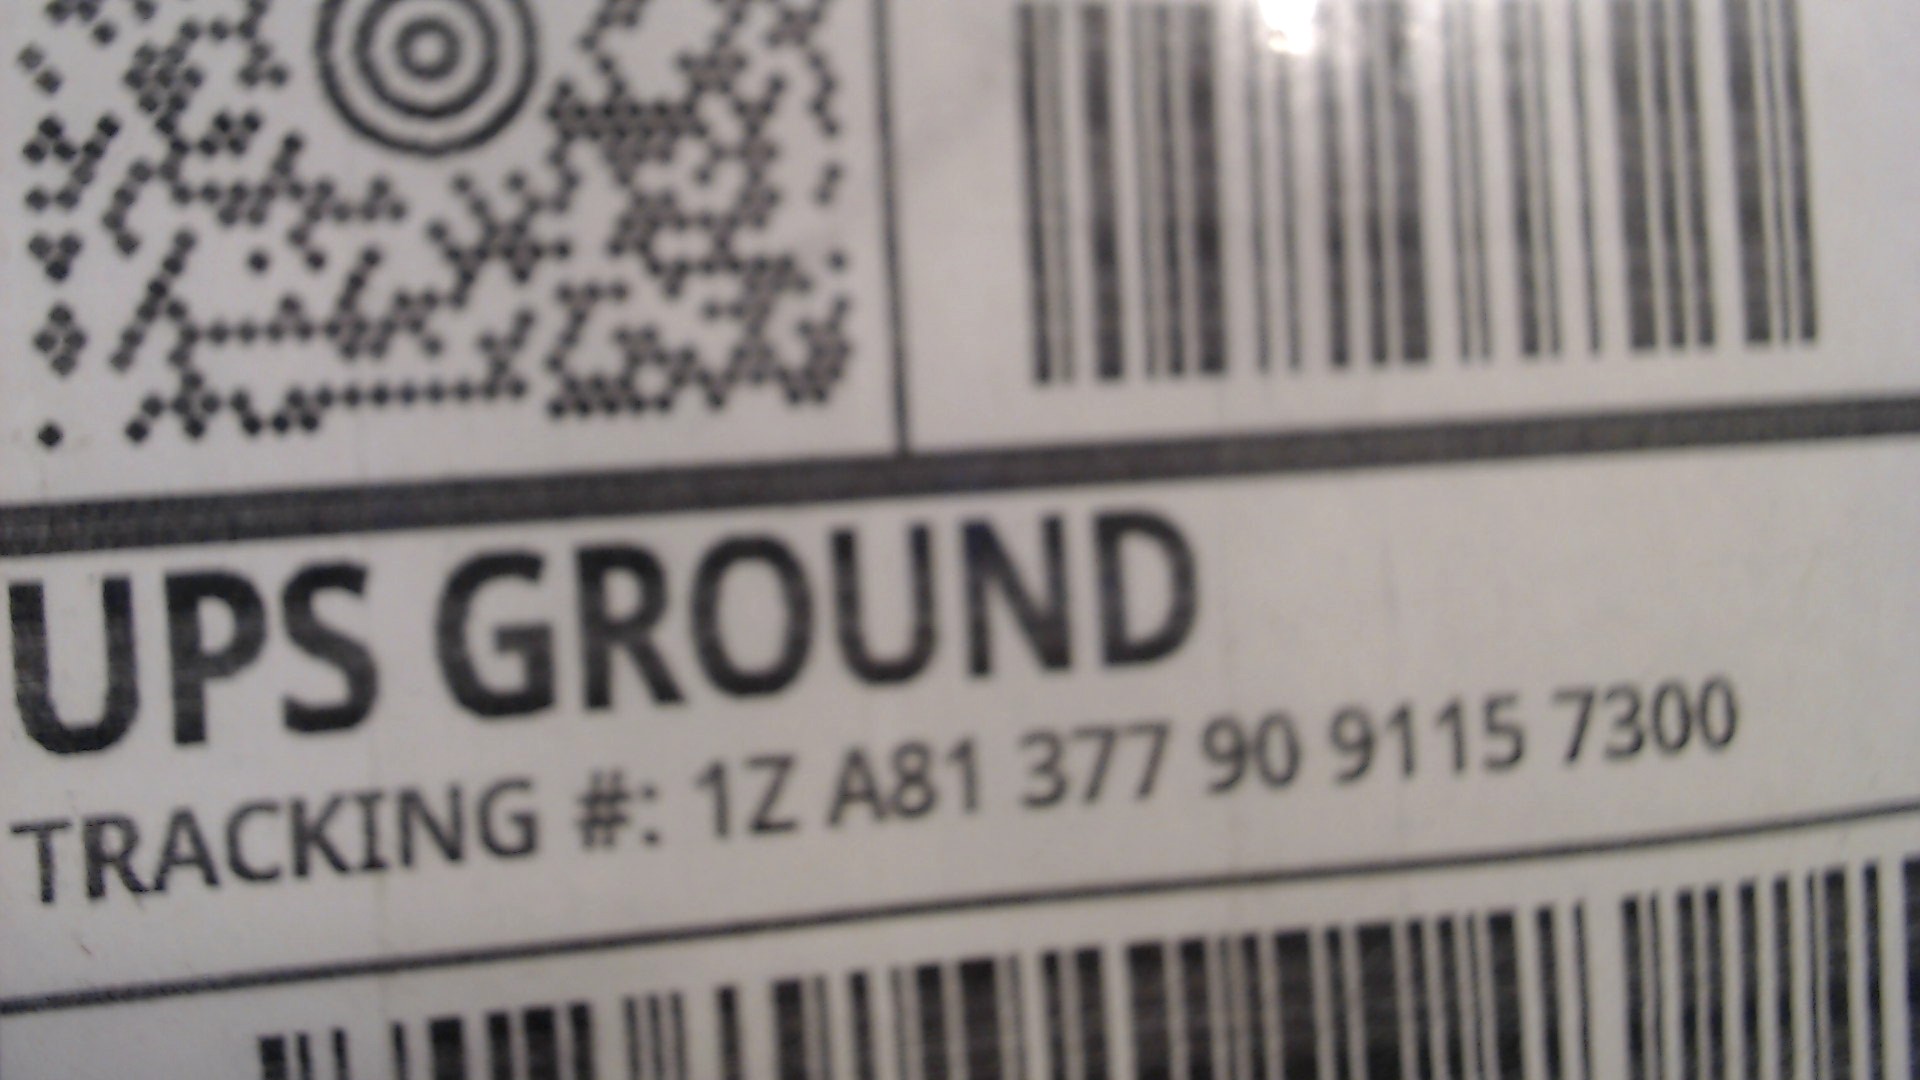 UPS GROUND
TRACKING #: 1Z A81 377 90 9115 7300